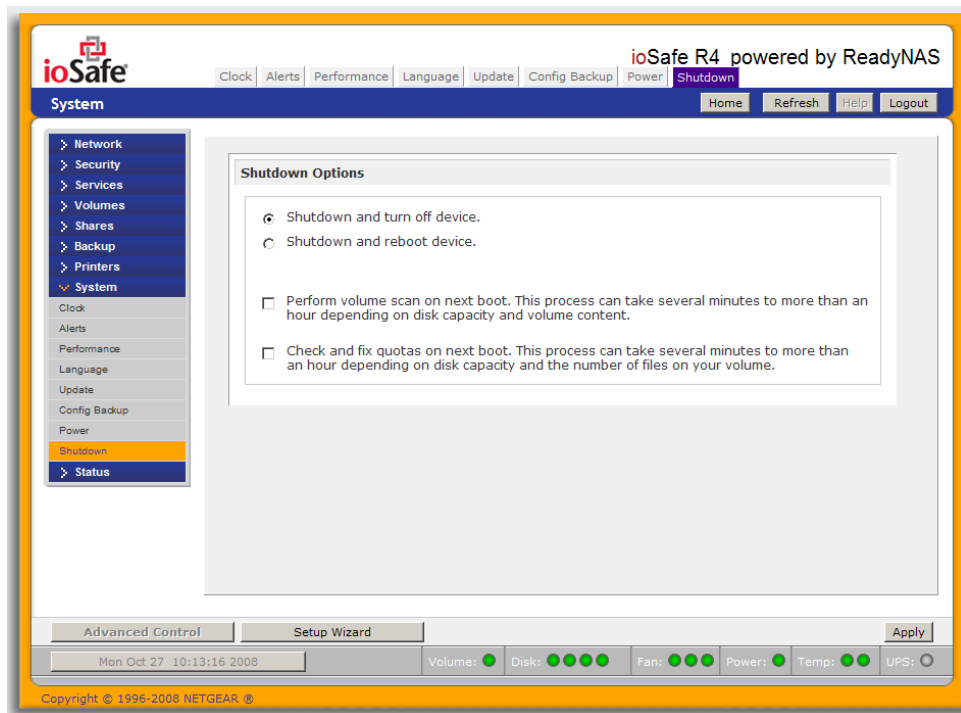 ioSafe
ioSafe R4 powered by ReadyNAS
Clock Alerts Performance Language Update Config Backup Power Shutdown
System
Home Refresh Help Logout
Network
Security
Services
Volumes
Shares
Backup
Printers
System
Clock
Alerts
Performance
Language
Update
Config Backup
Power
Shutdown
Status
Shutdown Options
Shutdown and turn off device.
Shutdown and reboot device.
Perform volume scan on next boot. This process can take several minutes to more than an
hour depending on disk capacity and volume content.
Check and fix quotas on next boot. This process can take several minutes to more than
an hour depending on disk capacity and the number of files on your volume.
Advanced Control Setup Wizard Apply
Mon Oct 27 10:13:16 2008 Volume: Disk: Fan: Power: Temp: UPS:
Copyright © 1996-2008 NETGEAR ®